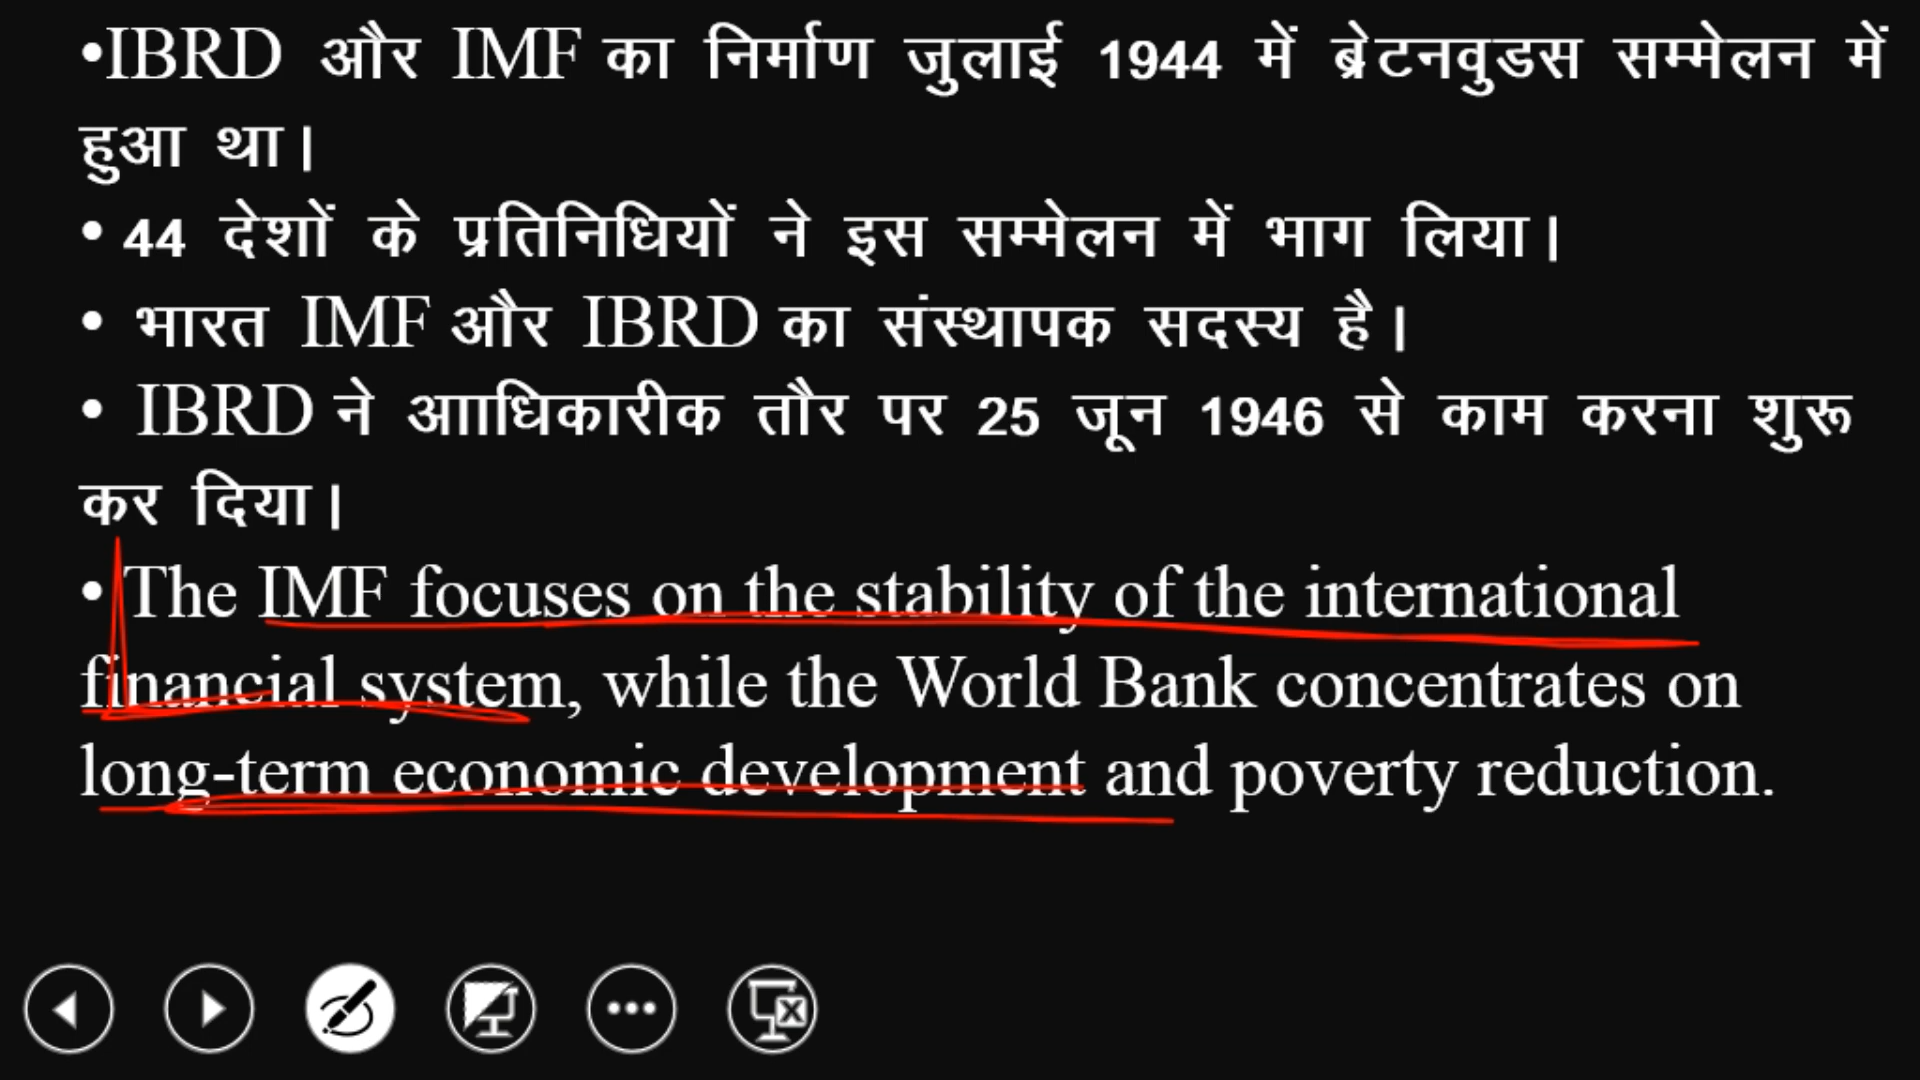 •IBRD और IMF का निर्माण जुलाई 1944 में ब्रेटनवुडस सम्मेलन में
हुआ था।
• 44 देशों के प्रतिनिधियों ने इस सम्मेलन में भाग लिया।
• भारत IMF और IBRD का संस्थापक सदस्य है।
• IBRD ने आाधिकारीक तौर पर 25 जून 1946 से काम करना शुरू
कर दिया।
• The IMF focuses on the stability of the international
financial system, while the World Bank concentrates on
long-term economic development and poverty reduction.